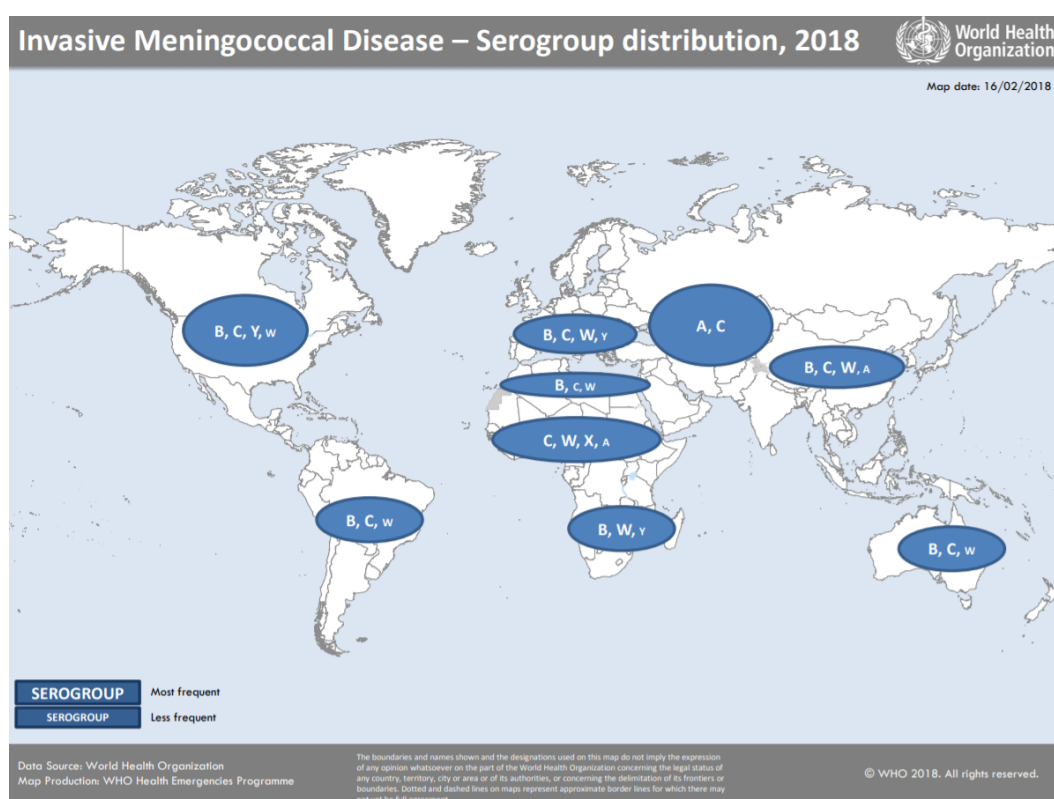 Invasive Meningococcal Disease – Serogroup distribution, 2018
World Health
Organization
Map date: 16/02/2018
B, C, Y, W
B, C, W, Y
A, C
B, C, W, A
B, C, W
C, W, X, A
B, C, W
B, W, Y
B, C, W
SEROGROUP Most frequent
SEROGROUP Less frequent
Data Source: World Health Organization
Map Production: WHO Health Emergencies Programme
The boundaries and names shown and the designations used on this map do not imply the expression
of any opinion whatsoever on the part of the World Health Organization concerning the legal status of
any country, territory, city or area or of its authorities, or concerning the delimitation of its frontiers or
boundaries. Dotted and dashed lines on maps represent approximate border lines for which there may
not yet be full agreement.
© WHO 2018. All rights reserved.